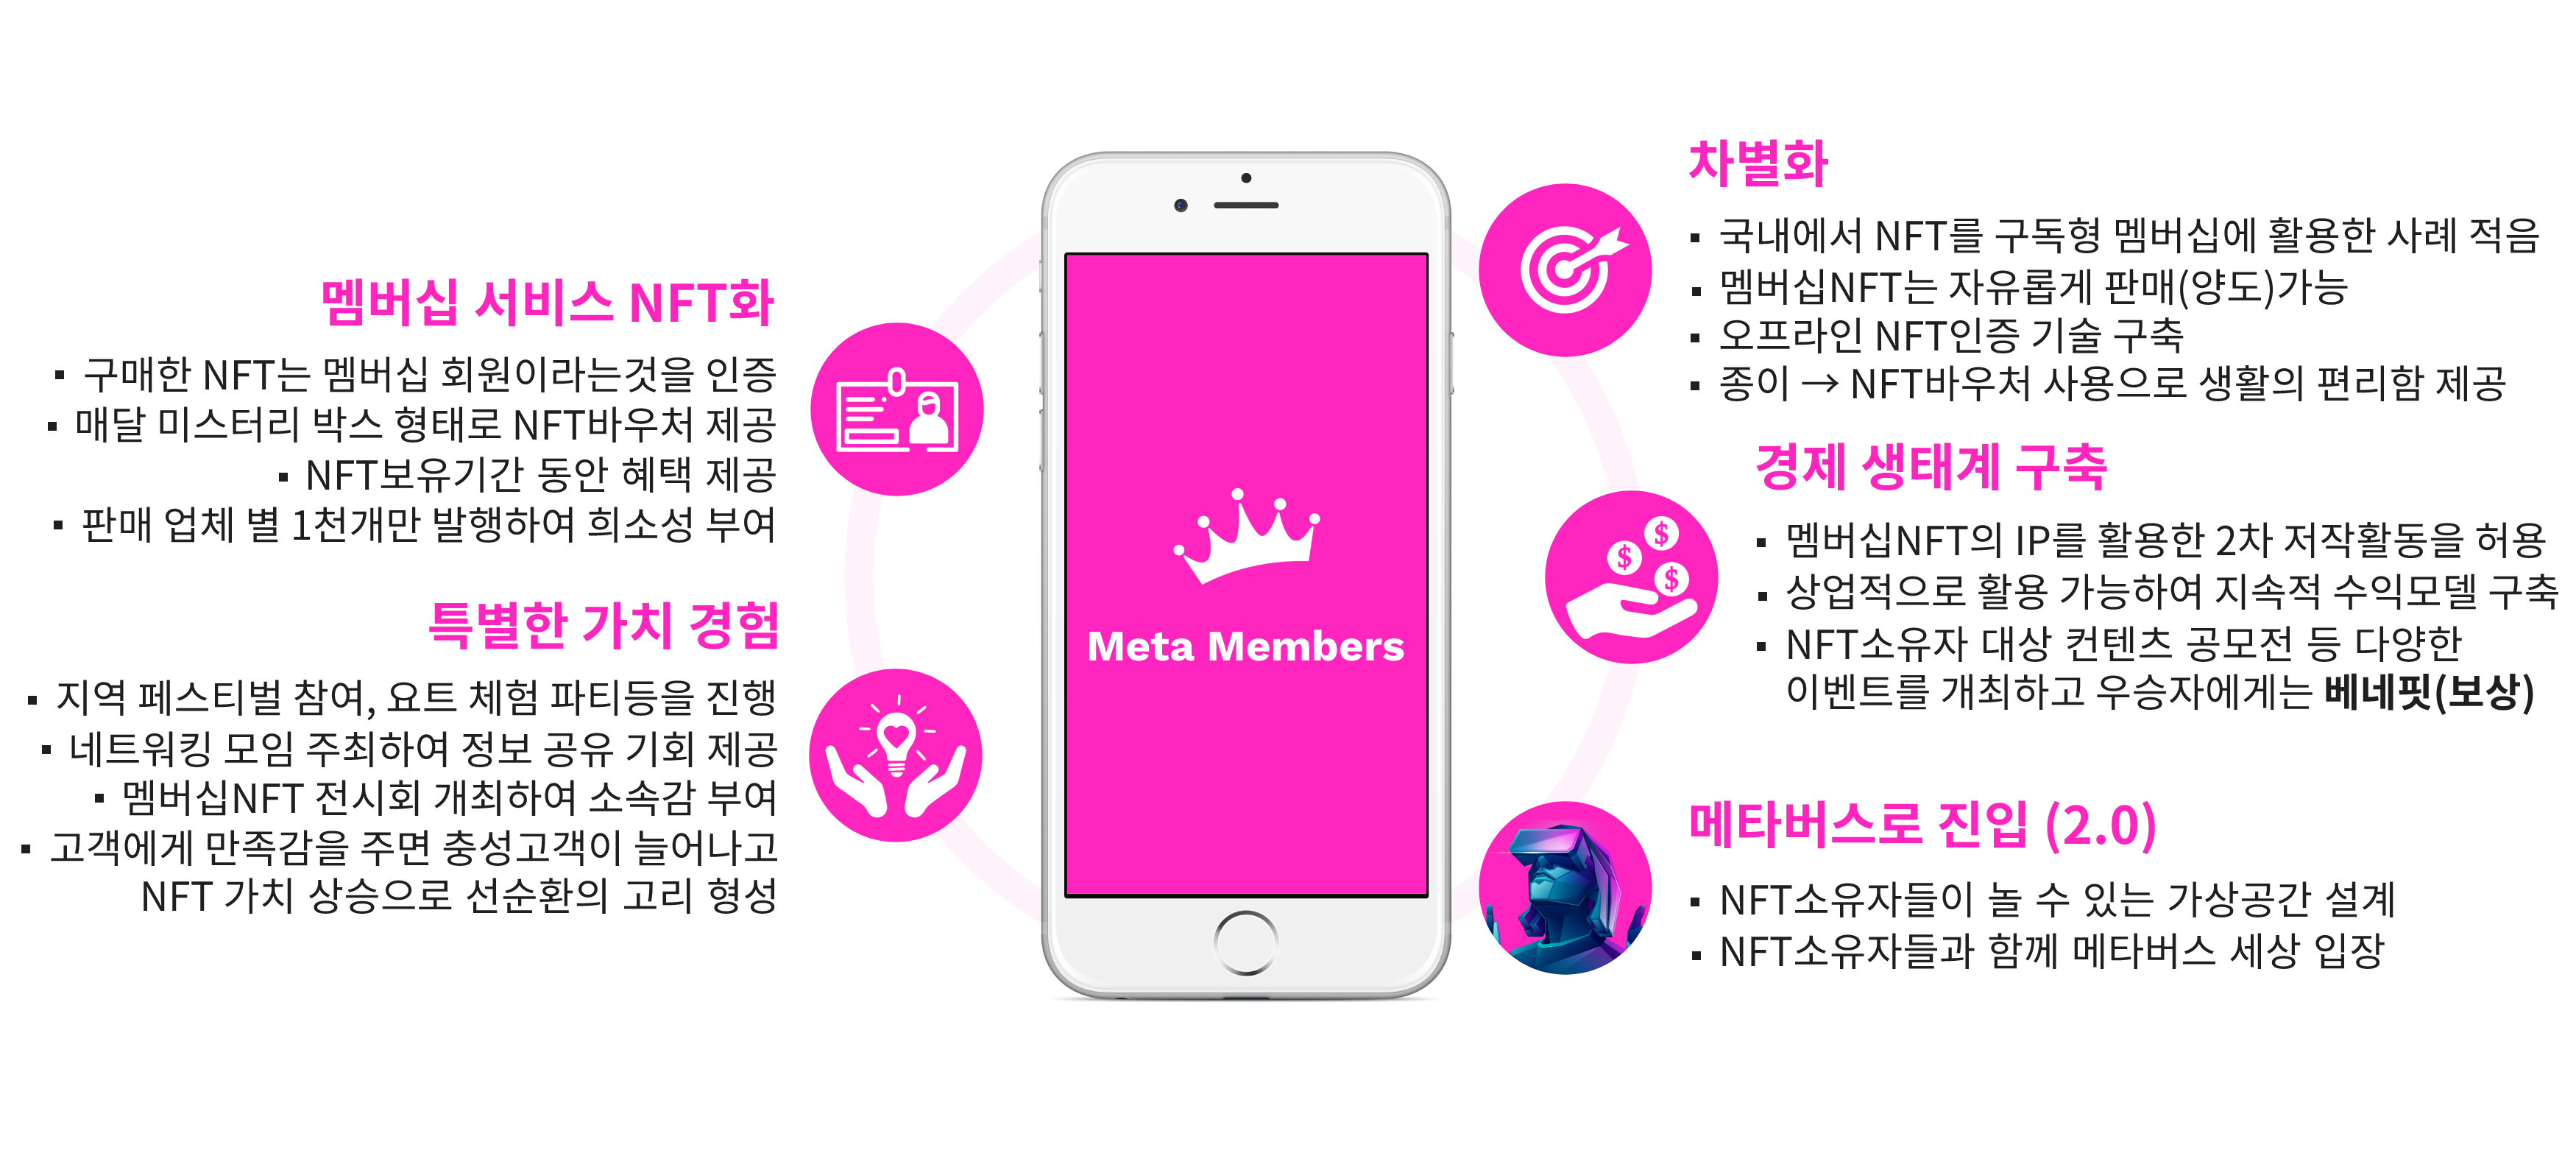 멤버십 서비스 NFT화
▪ 구매한 NFT는 멤버십 회원이라는것을 인증
▪ 매달 미스터리 박스 형태로 NFT바우처 제공
▪ NFT보유기간 동안 혜택 제공
▪ 판매 업체 별 1천개만 발행하여 희소성 부여
특별한 가치 경험
▪ 지역 페스티벌 참여, 요트 체험 파티등을 진행
▪ 네트워킹 모임 주최하여 정보 공유 기회 제공
▪ 멤버십NFT 전시회 개최하여 소속감 부여
▪ 고객에게 만족감을 주면 충성고객이 늘어나고
NFT 가치 상승으로 선순환의 고리 형성
Meta Members
차별화
▪ 국내에서 NFT를 구독형 멤버십에 활용한 사례 적음
▪ 멤버십NFT는 자유롭게 판매(양도)가능
▪ 오프라인 NFT인증 기술 구축
▪ 종이 → NFT바우처 사용으로 생활의 편리함 제공
경제 생태계 구축
$
$
$
▪ 멤버십NFT의 IP를 활용한 2차 저작활동을 허용
▪ 상업적으로 활용 가능하여 지속적 수익모델 구축
▪ NFT소유자 대상 컨텐츠 공모전 등 다양한
이벤트를 개최하고 우승자에게는 베네핏(보상)
메타버스로 진입 (2.0)
▪ NFT소유자들이 놀 수 있는 가상공간 설계
▪ NFT소유자들과 함께 메타버스 세상 입장